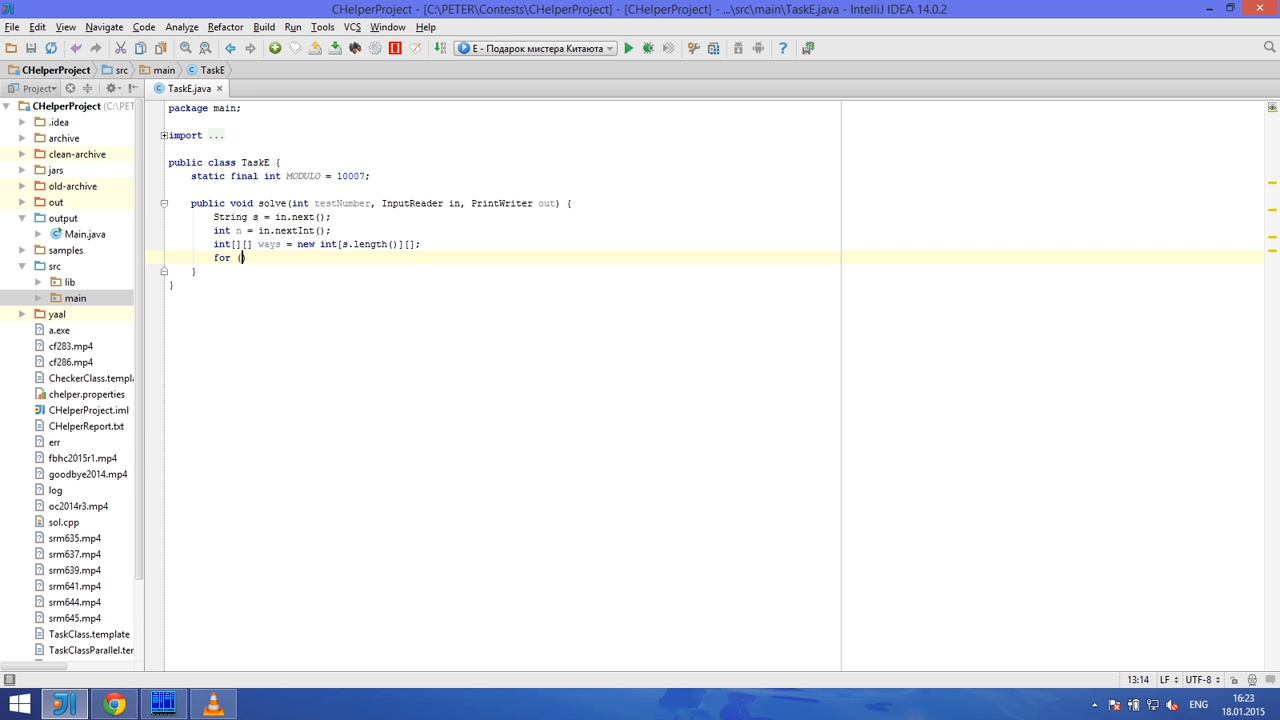 CHelperProject - [C:\PETER\Contests\CHelperProject] - [CHelperProject] - ...\src\main\TaskE.java - IntelliJ IDEA 14.0.2
File Edit View Navigate Code Analyze Refactor Build Run Tools VCS Window Help
E - Подарок мистера Китаюта
CHelperProject src main TaskE
Project TaskE.java
CHelperProject (C:\PET
.idea
archive
clean-archive
jars
old-archive
out
output
Main.java
samples
src
lib
main
yaal
a.exe
cf283.mp4
cf286.mp4
CheckerClass.templa
chelper.properties
CHelperProject.iml
CHelperReport.txt
err
fbhc2015r1.mp4
goodbye2014.mp4
log
oc2014r3.mp4
sol.cpp
srm635.mp4
srm637.mp4
srm639.mp4
srm641.mp4
srm644.mp4
srm645.mp4
TaskClass.template
TaskClassParallel.ter
package main;
import ...
public class TaskE {
static final int MODULO = 10007;
public void solve(int testNumber, InputReader in, PrintWriter out) {
String s = in.next();
int n = in.nextInt();
int[][] ways = new int[s.length()][];
for ()
}
}
13:14 LF UTF-8
ENG 16:23
18.01.2015